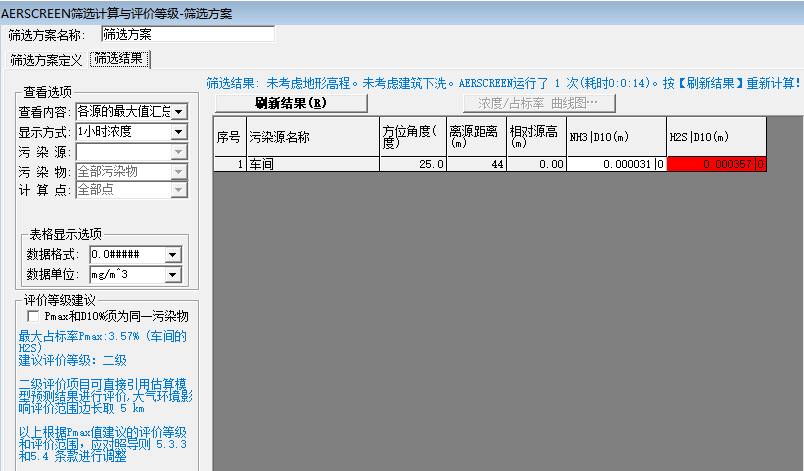 AERSCREEN筛选计算与评价等级-筛选方案
筛选方案名称: 筛选方案
筛选方案定义 筛选结果
筛选结果: 未考虑地形高程。未考虑建筑下洗。AERSCREEN运行了 1 次(耗时0:0:14)。按【刷新结果】重新计算!
刷新结果(R) 浓度/占标率 曲线图…
查看选项
查看内容: 各源的最大值汇总
显示方式: 1小时浓度
污 染 源:
污 染 物: 全部污染物
计 算 点: 全部点
表格显示选项
数据格式: 0.0#####
数据单位: mg/m^3
评价等级建议
Pmax和D10%须为同一污染物
最大占标率Pmax:3.57% (车间的
H2S)
建议评价等级: 二级
二级评价项目可直接引用估算模
型预测结果进行评价,大气环境影
响评价范围边长取 5 km
以上根据Pmax值建议的评价等级
和评价范围, 应对照导则 5.3.3
和5.4 条款进行调整
序号 污染源名称 方位角度(度) 离源距离(m) 相对源高(m) NH3|D10(m) H2S|D10(m)
1 车间 25.0 44 0.00 0.000031|0 0.000357|0